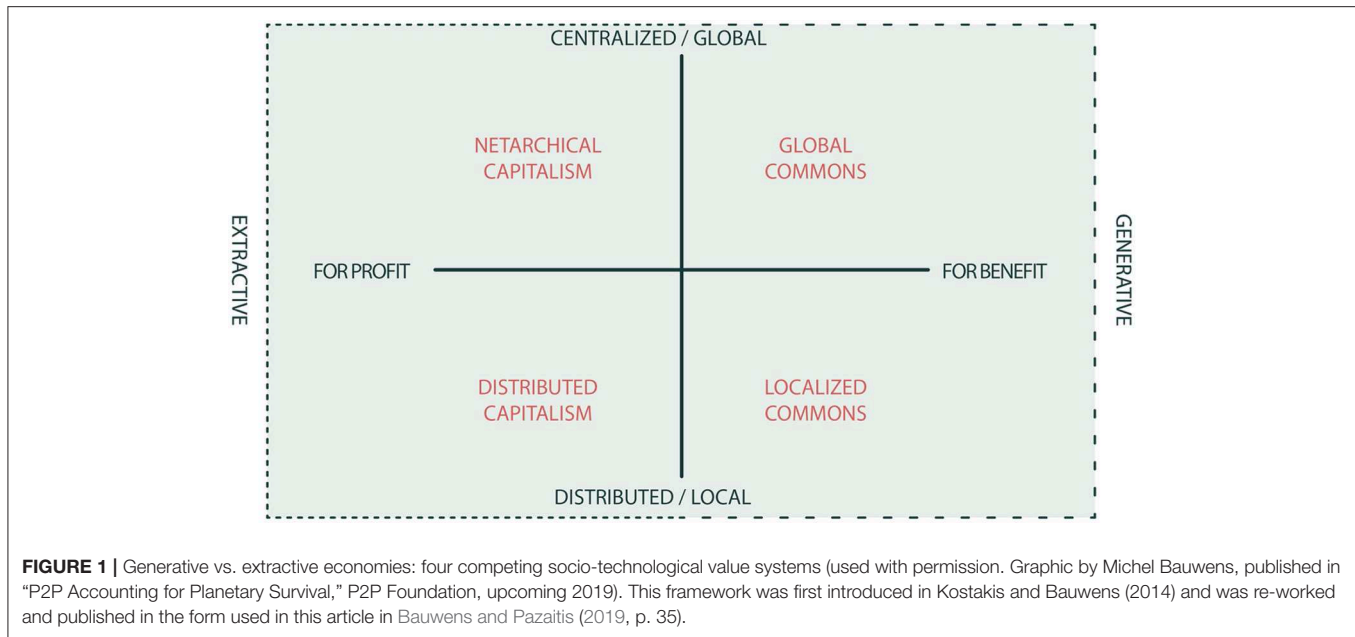 CENTRALIZED / GLOBAL
NETARCHICAL
CAPITALISM
GLOBAL
COMMONS
EXTRACTIVE
FOR PROFIT
FOR BENEFIT
GENERATIVE
DISTRIBUTED
CAPITALISM
LOCALIZED
COMMONS
DISTRIBUTED / LOCAL
FIGURE 1 | Generative vs. extractive economies: four competing socio-technological value systems (used with permission. Graphic by Michel Bauwens, published in
“P2P Accounting for Planetary Survival,” P2P Foundation, upcoming 2019). This framework was first introduced in Kostakis and Bauwens (2014) and was re-worked
and published in the form used in this article in Bauwens and Pazaitis (2019, p. 35).